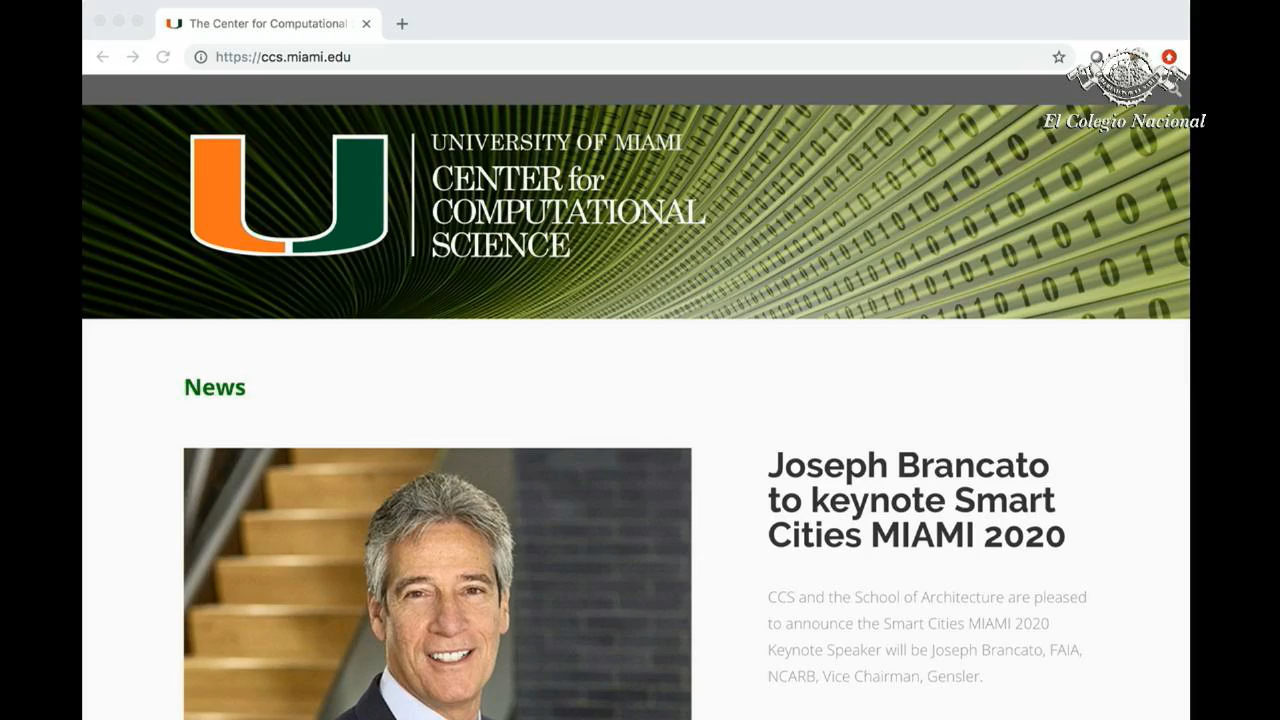 The Center for Computational
https://ccs.miami.edu
El Colegio Nacional
UNIVERSITY OF MIAMI
CENTER for
COMPUTATIONAL
SCIENCE
News
Joseph Brancato
to keynote Smart
Cities MIAMI 2020
CCS and the School of Architecture are pleased
to announce the Smart Cities MIAMI 2020
Keynote Speaker will be Joseph Brancato, FAIA,
NCARB, Vice Chairman, Gensler.